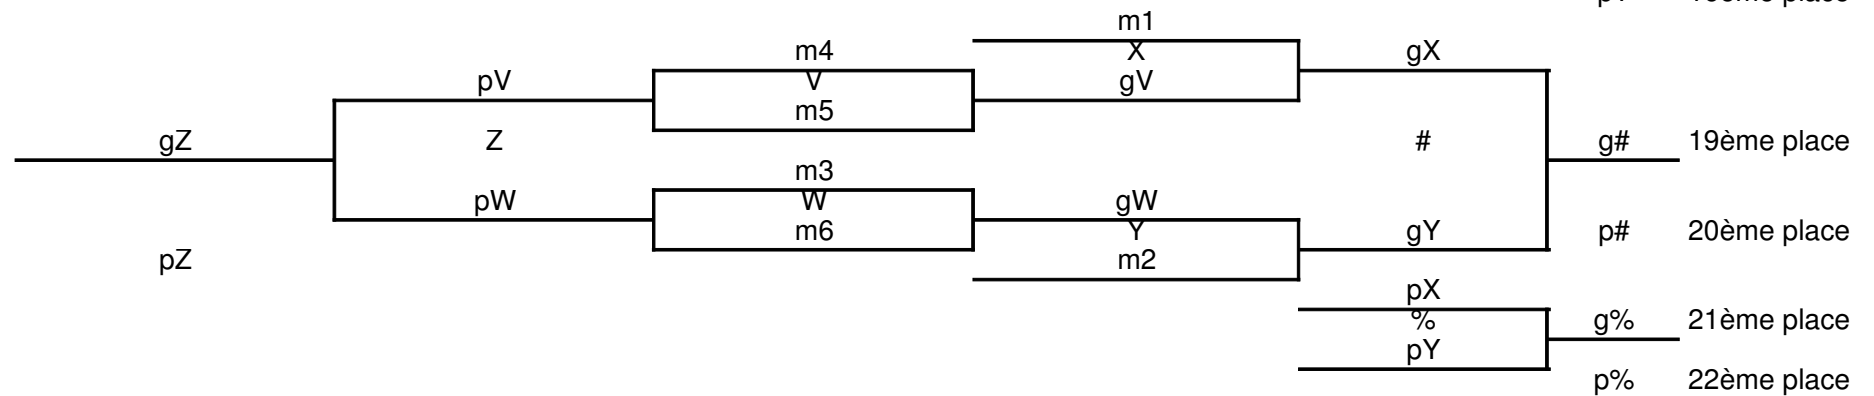 m1
m4 X gX
pV V gV
m5
gZ Z # g# 19ème place
m3
pW W gW
m6 Y gY p# 20ème place
pZ m2
pX
% g% 21ème place
pY
p% 22ème place